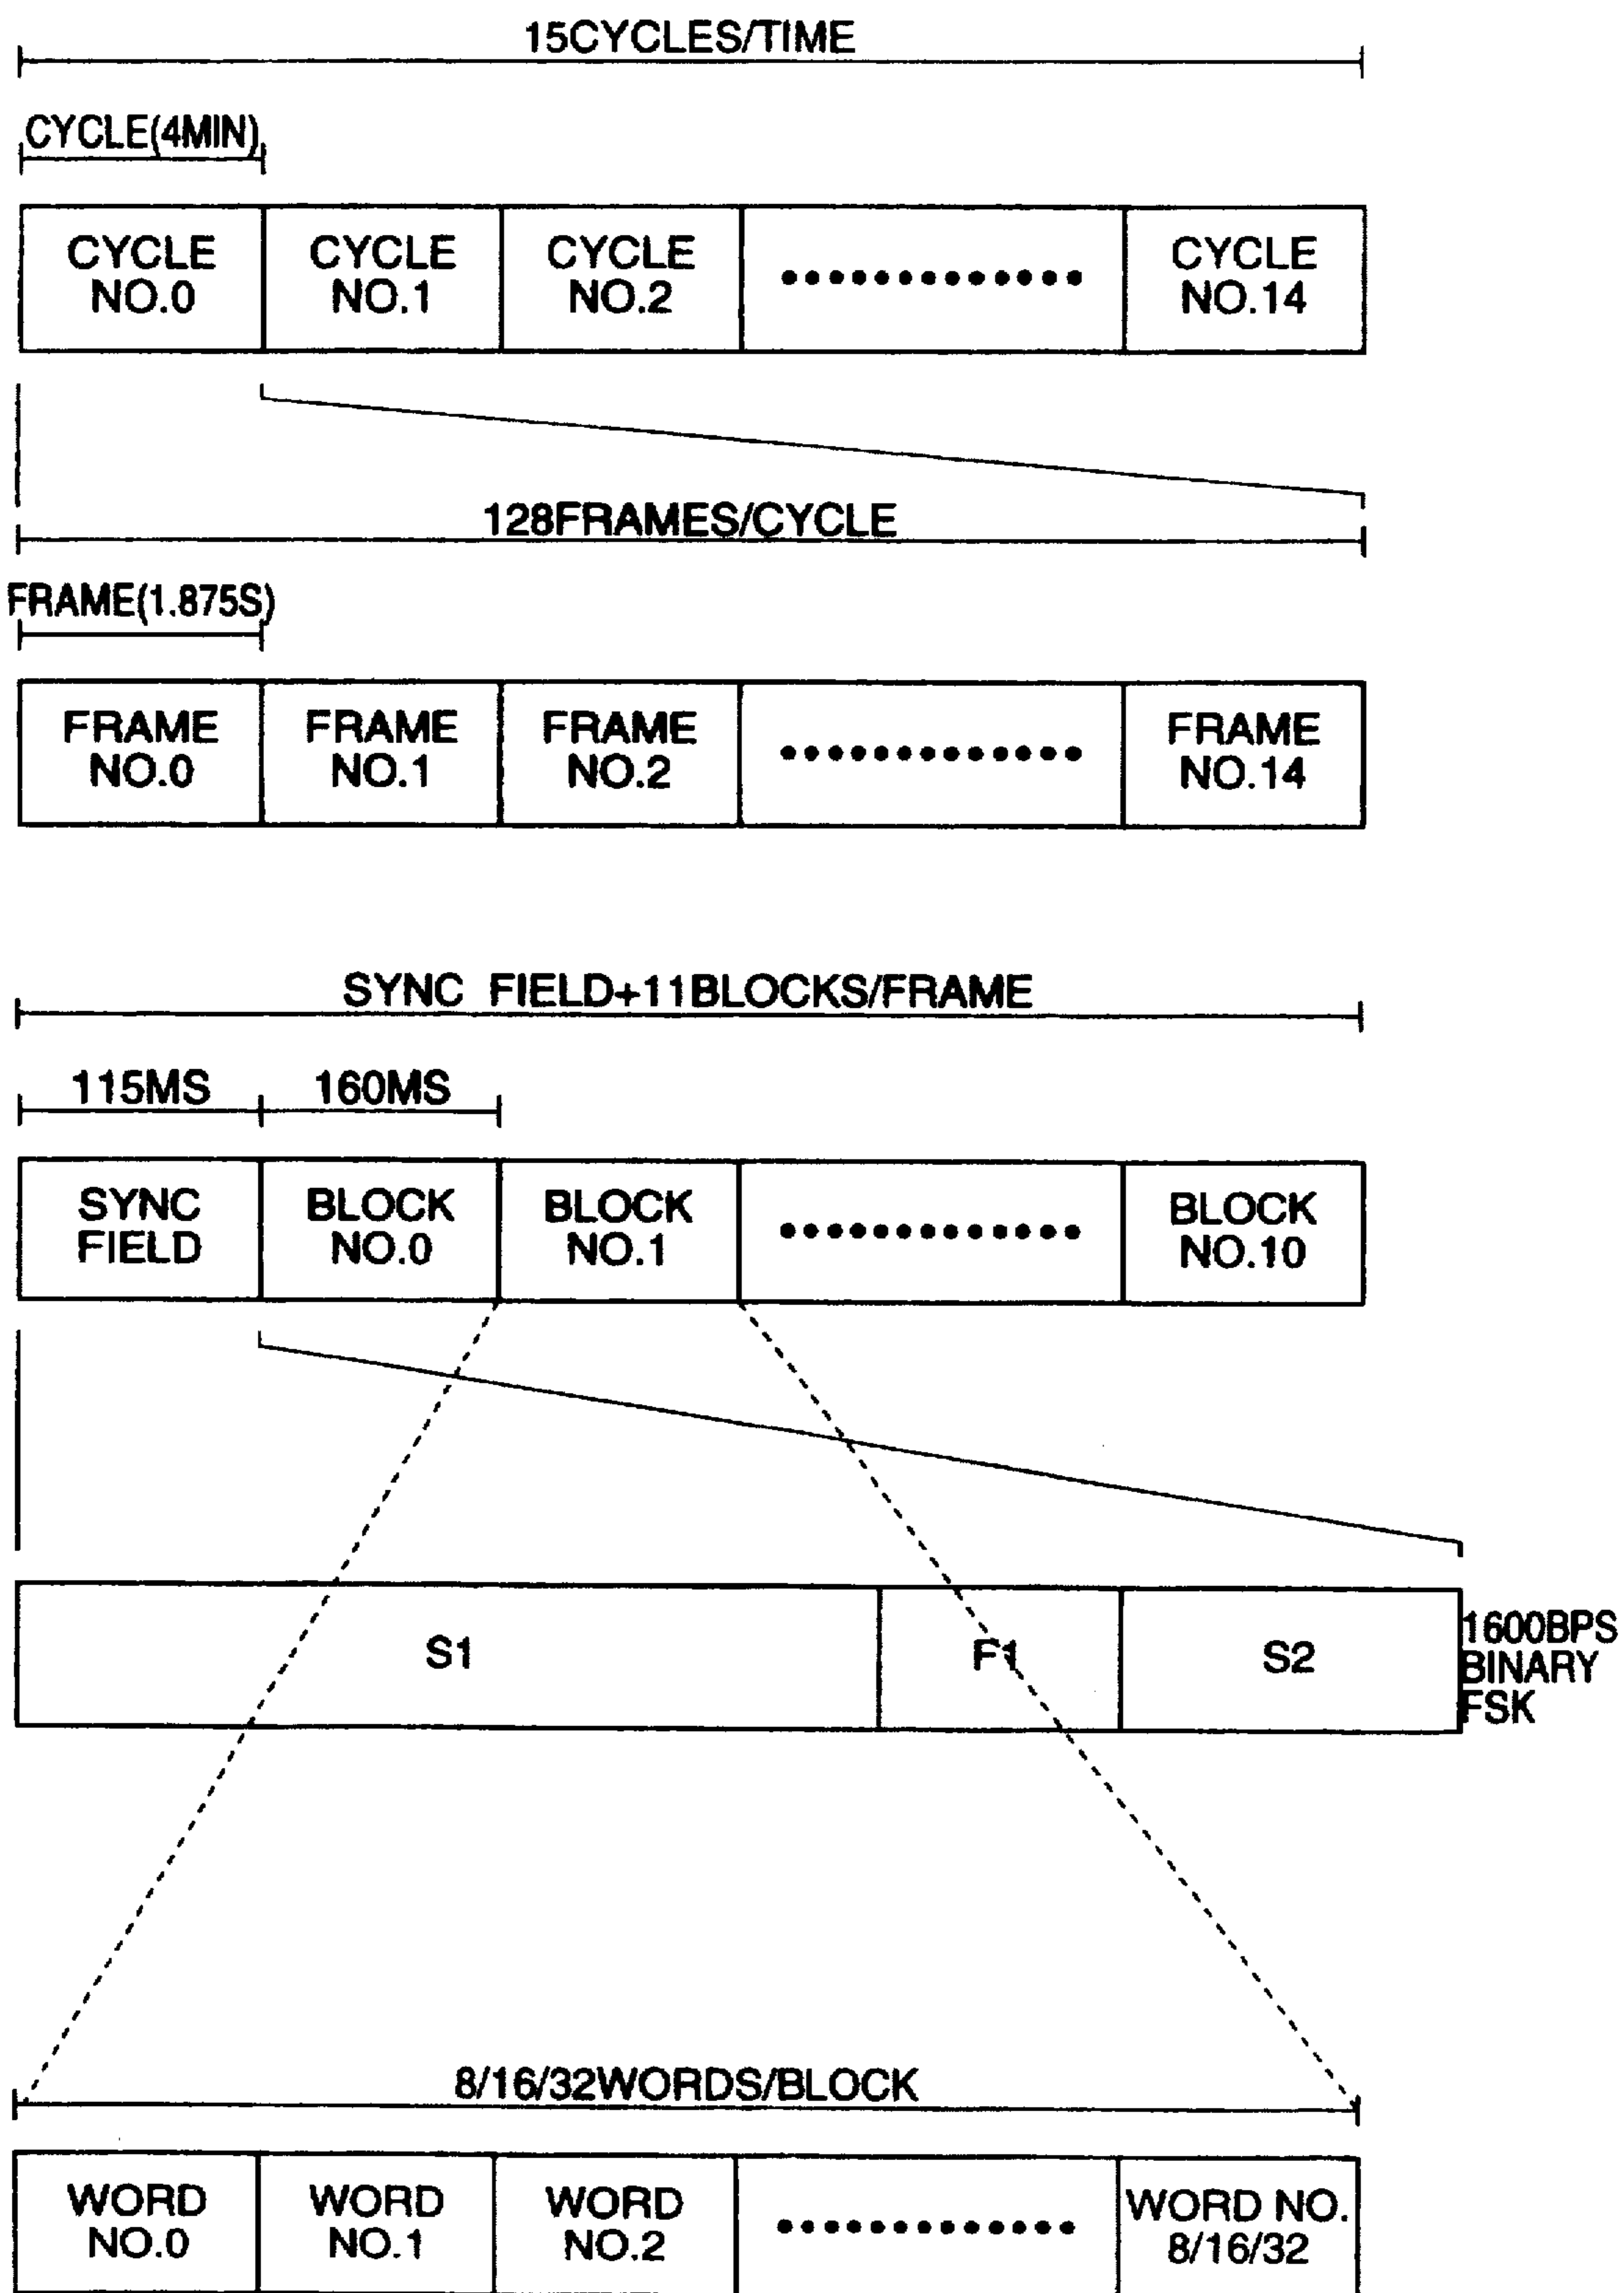 15CYCLES/TIME
CYCLE(4MIN)
CYCLE NO.0
CYCLE NO.1
CYCLE NO.2
CYCLE NO.14
128FRAMES/CYCLE
FRAME(1.875S)
FRAME NO.0
FRAME NO.1
FRAME NO.2
FRAME NO.14
SYNC FIELD+11BLOCKS/FRAME
115MS
160MS
SYNC FIELD
BLOCK NO.0
BLOCK NO.1
BLOCK NO.10
S1
F1
S2
1600BPS
BINARY
FSK
8/16/32WORDS/BLOCK
WORD NO.0
WORD NO.1
WORD NO.2
WORD NO. 8/16/32